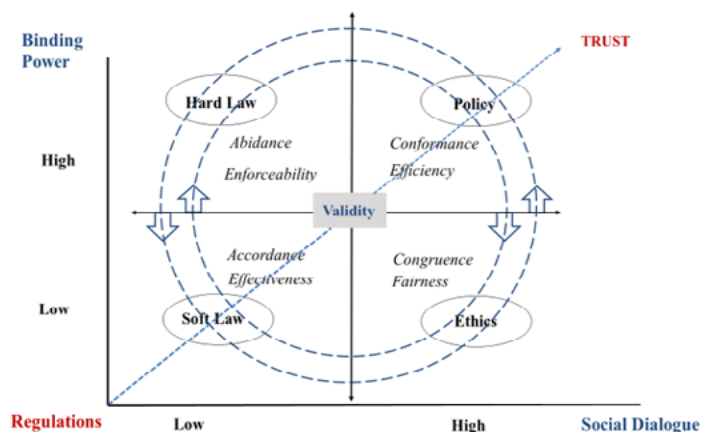 Binding
Power
TRUST
Hard Law
Policy
Abidance
Conformance
High
Enforceability
Efficiency
Validity
Accordance
Congruence
Effectiveness
Fairness
Low
Soft Law
Ethics
Regulations
Low
High
Social Dialogue